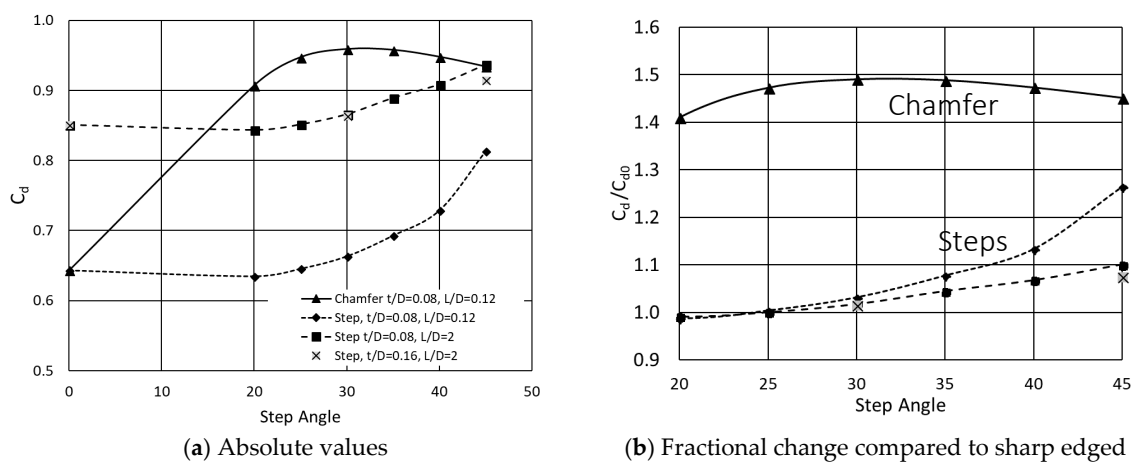 1.0
0.9
0.8
0.7
0.6
0.5
C_d
0 10 20 30 40 50
Step Angle
Chamfer t/D=0.08, L/D=0.12
Step, t/D=0.08, L/D=0.12
Step t/D=0.08, L/D=2
Step, t/D=0.16, L/D=2
(a) Absolute values
1.6
1.5
1.4
1.3
1.2
1.1
1.0
0.9
C_d/C_d0
Chamfer
Steps
20 25 30 35 40 45
Step Angle
(b) Fractional change compared to sharp edged